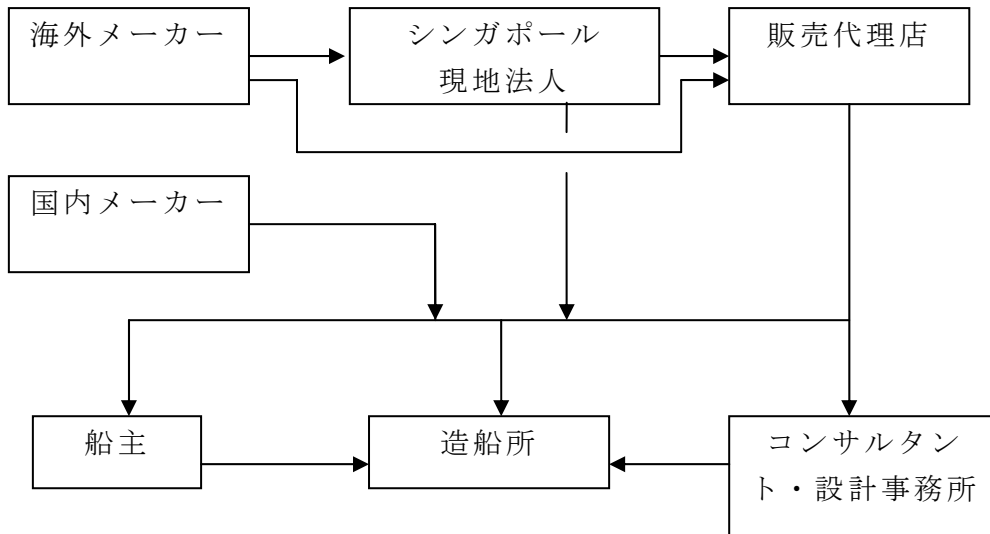 海外メーカー
シンガポール
現地法人
販売代理店
国内メーカー
船主
造船所
コンサルタン
ト・設計事務所